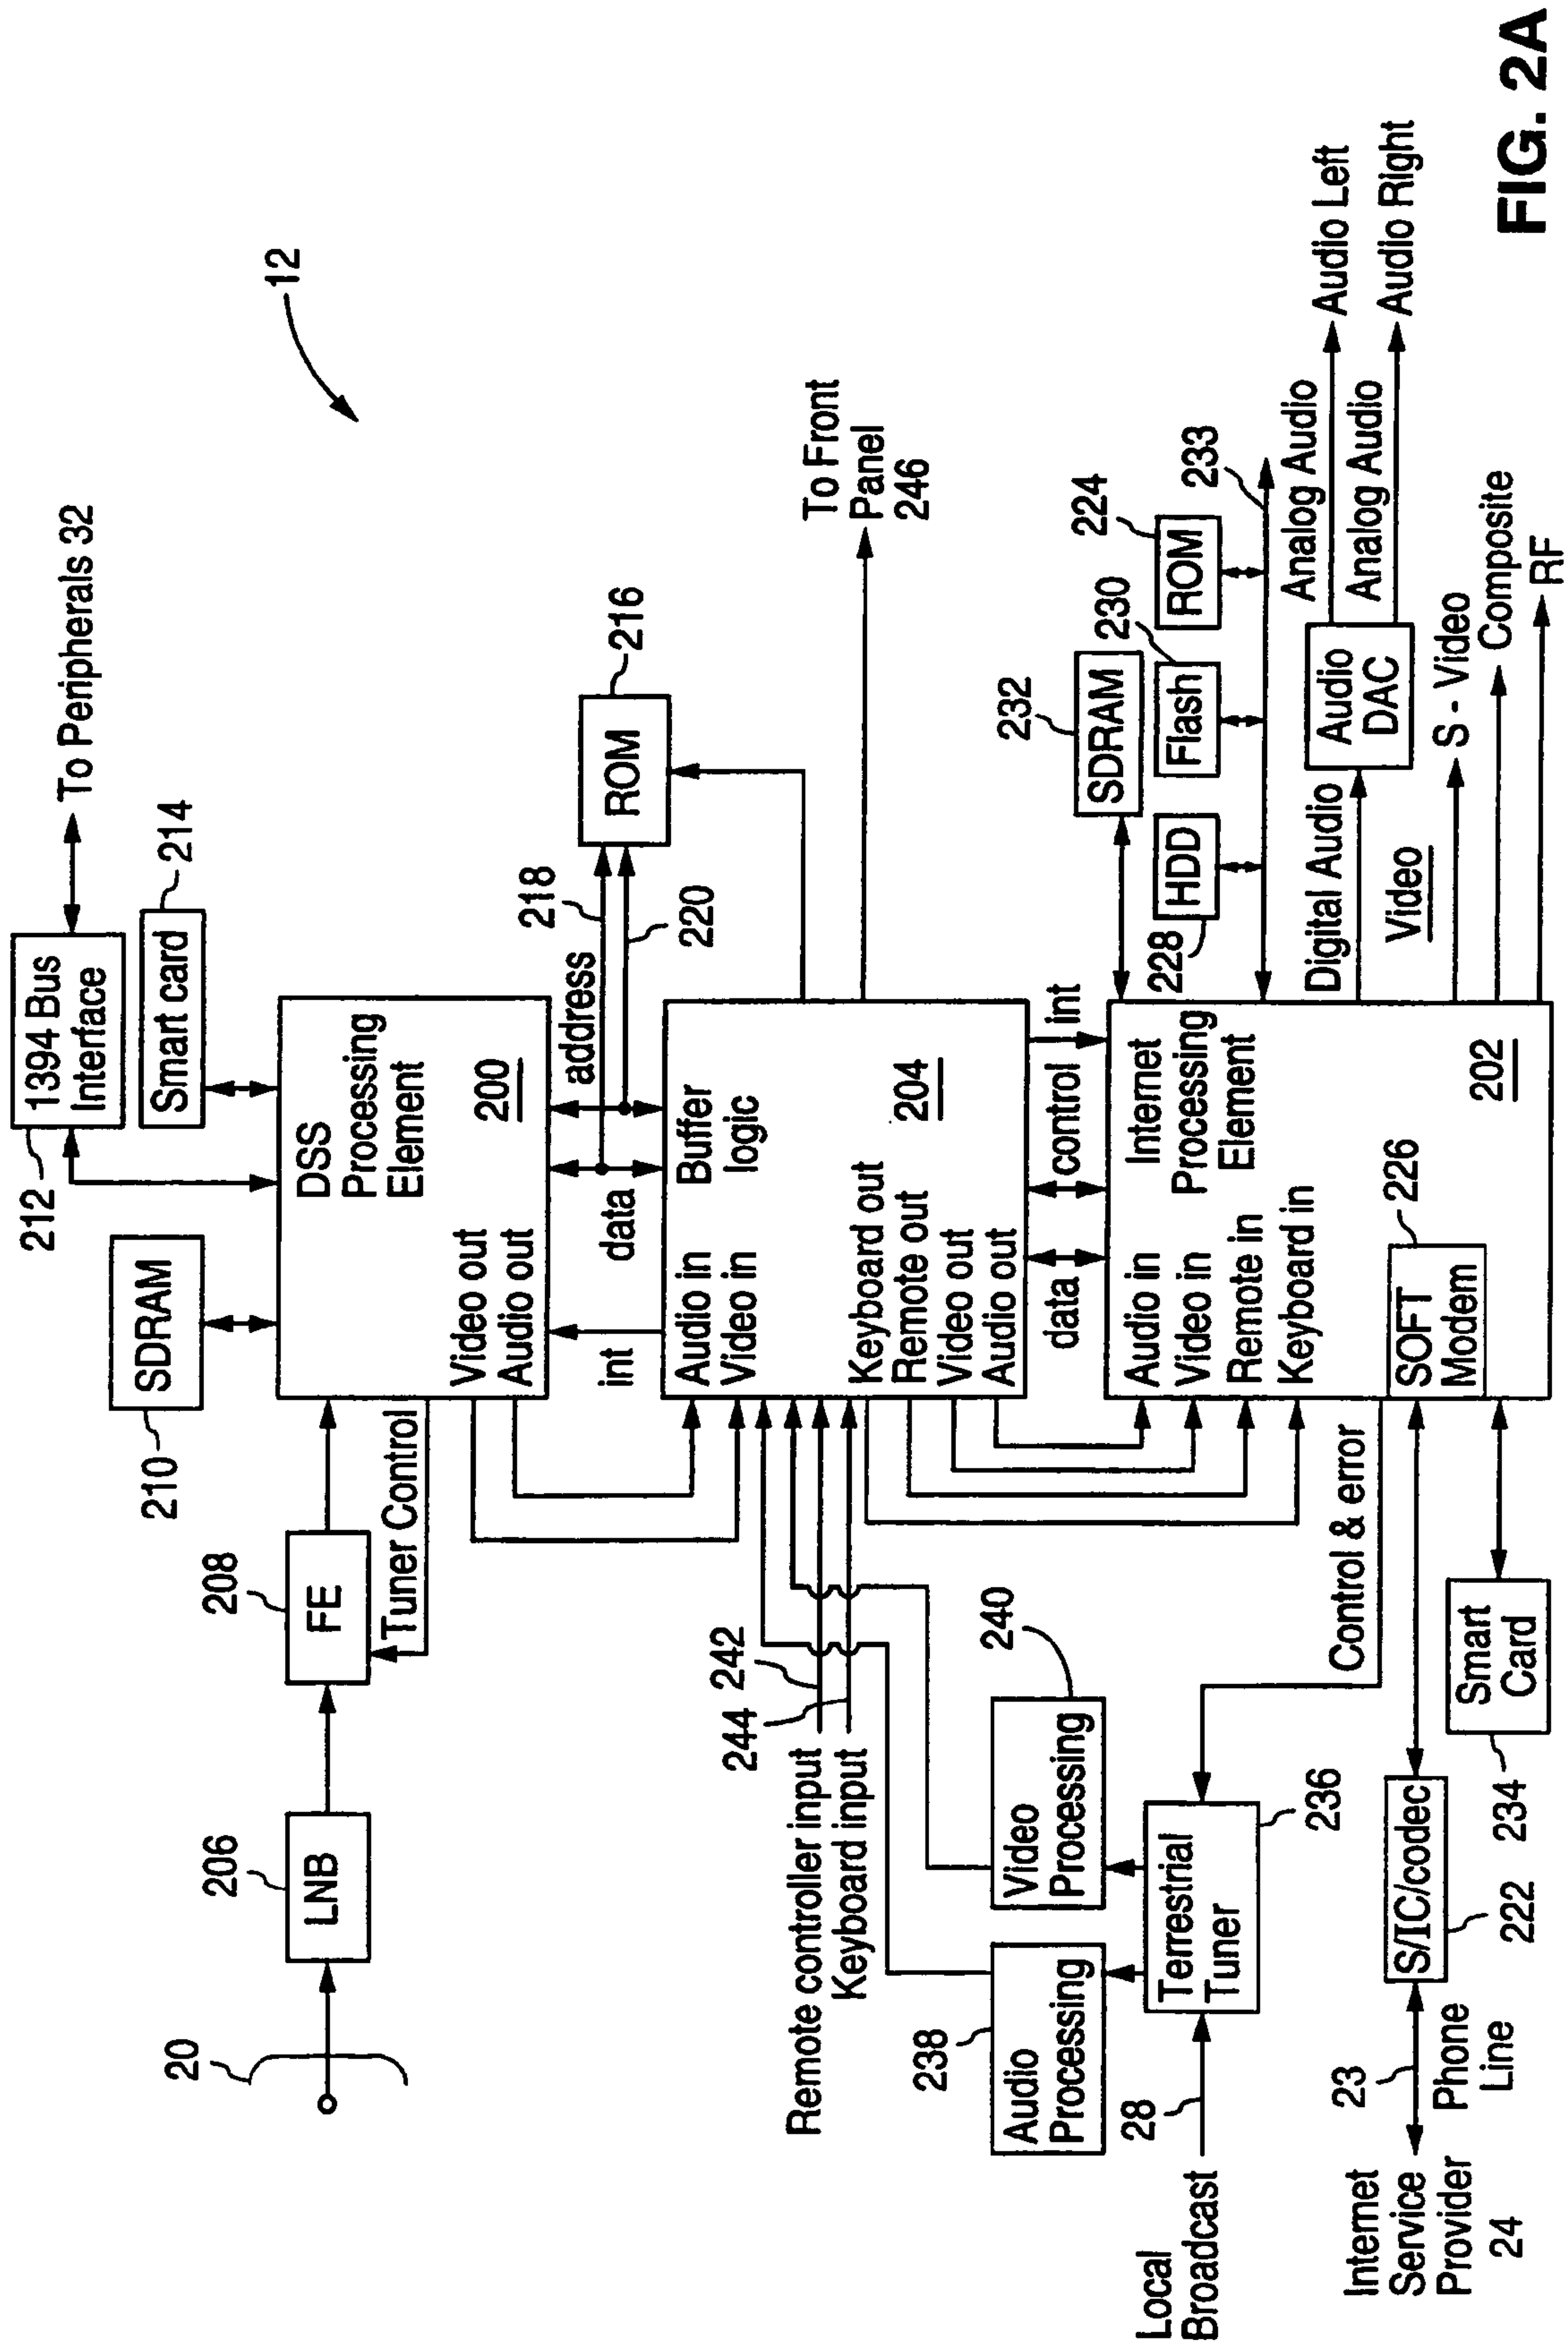 12
20
206
LNB
208
FE
Tuner Control
210
SDRAM
212
1394 Bus
Interface
To Peripherals 32
Smart card
214
DSS
Processing
Element
200
Video out
Audio out
int
data
address
218
220
ROM
216
Buffer
logic
204
Audio in
Video in
Keyboard out
Remote out
Video out
Audio out
To Front
Panel
246
242
244
Remote controller input
Keyboard input
data
control
int
Internet
Processing
Element
202
Audio in
Video in
Remote in
Keyboard in
SOFT
Modem
226
232
SDRAM
HDD
228
Flash
230
ROM
224
233
Digital Audio
Audio
DAC
Analog Audio
Analog Audio
Audio Left
Audio Right
Video
S - Video
Composite
RF
238
Audio
Processing
Video
Processing
240
Control & error
Local
Broadcast
28
Terrestrial
Tuner
236
Internet
Service
Provider
24
23
Phone
Line
S/IC/codec
222
Smart
Card
234
FIG. 2A